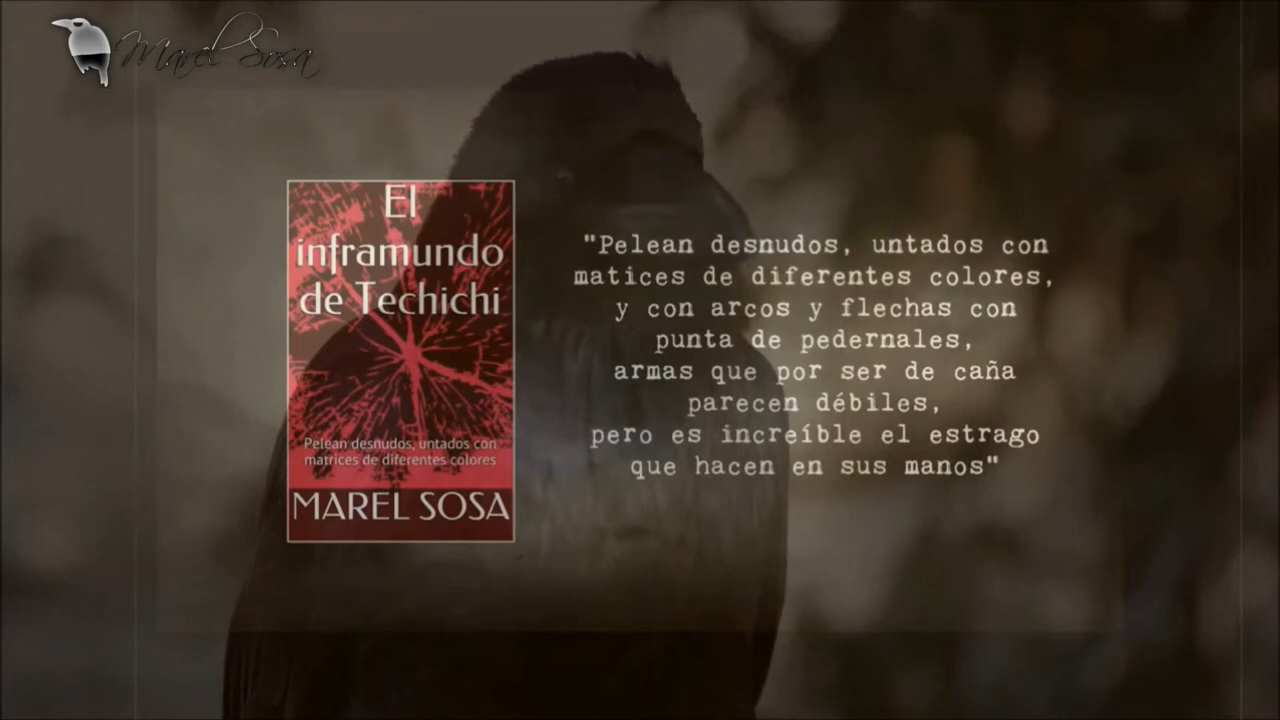 Marel Sosa
El
inframundo
de Techichi
Pelean desnudos, untados con
matrices de diferentes colores
MAREL SOSA
"Pelean desnudos, untados con
matices de diferentes colores,
y con arcos y flechas con
punta de pedernales,
armas que por ser de caña
parecen débiles,
pero es increíble el estrago
que hacen en sus manos"